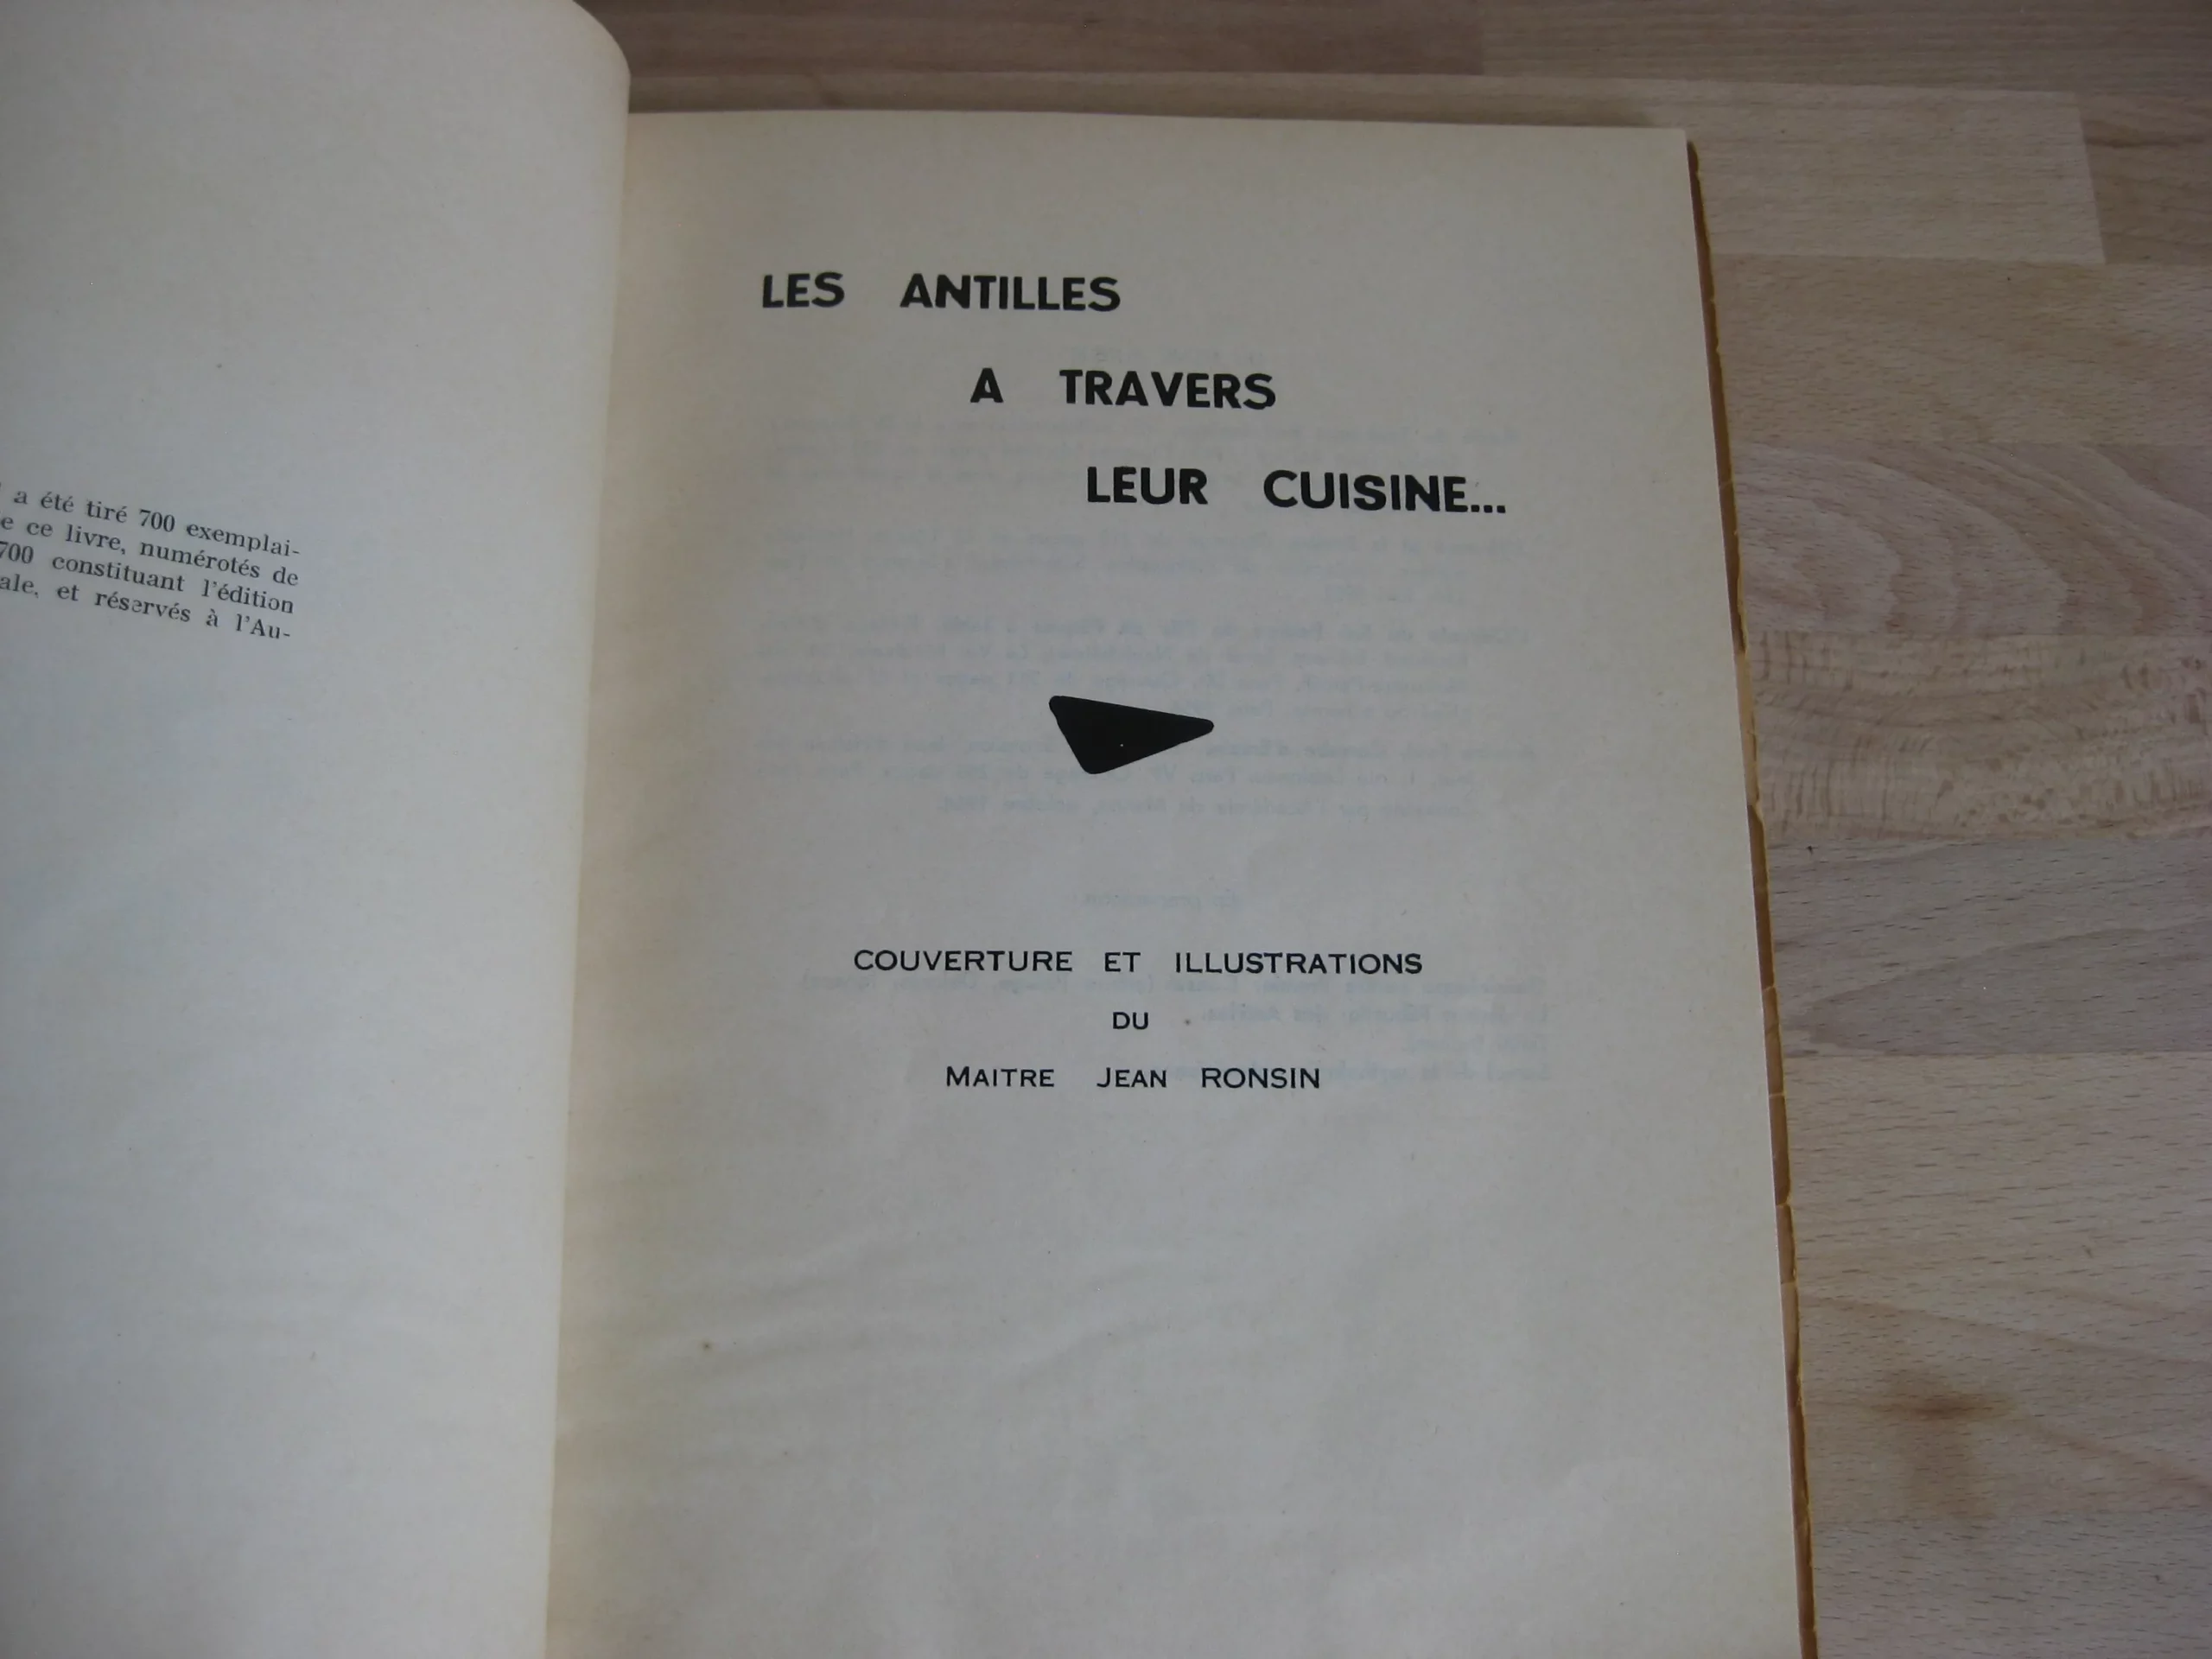 a été tiré 700 exemplai-
ce livre, numérotés de
700 constituant l'édition
et réservés à l'Au-
LES ANTILLES
A TRAVERS
LEUR CUISINE...
COUVERTURE ET ILLUSTRATIONS
DU
MAITRE JEAN RONSIN